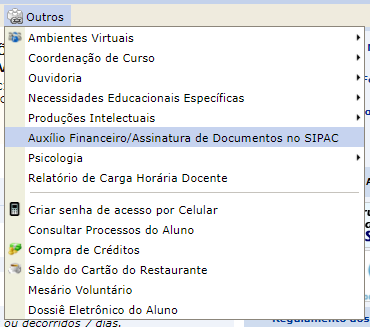 Outros
Ambientes Virtuais
Coordenação de Curso
Ouvidoria
Necessidades Educacionais Específicas
Produções Intelectuais
Auxílio Financeiro/Assinatura de Documentos no SIPAC
Psicologia
Relatório de Carga Horária Docente
Criar senha de acesso por Celular
Consultar Processos do Aluno
Compra de Créditos
Saldo do Cartão do Restaurante
Mesário Voluntário
Dossiê Eletrônico do Aluno
ou decorridos 7 dias.